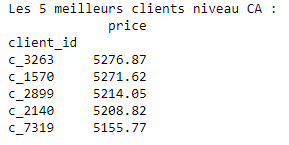 Les 5 meilleurs clients niveau CA :
price
client_id
c_3263 5276.87
c_1570 5271.62
c_2899 5214.05
c_2140 5208.82
c_7319 5155.77